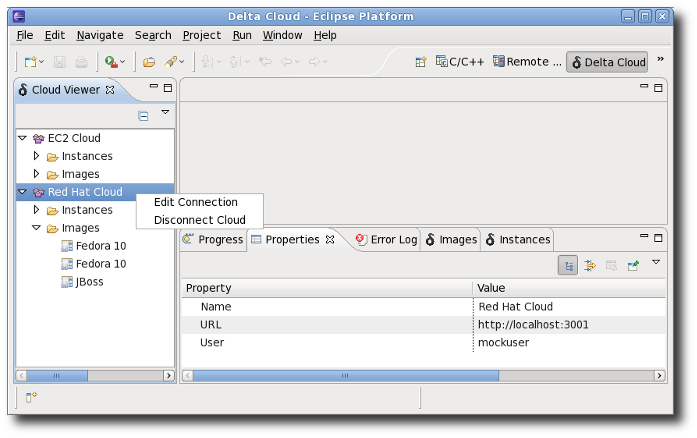 Delta Cloud - Eclipse Platform
File Edit Navigate Search Project Run Window Help
C/C++ Remote ... Delta Cloud »
Cloud Viewer
EC2 Cloud
Instances
Images
Red Hat Cloud
Edit Connection
Disconnect Cloud
Instances
Images
Fedora 10
Fedora 10
JBoss
Progress Properties Error Log Images Instances
Property Value
Name Red Hat Cloud
URL http://localhost:3001
User mockuser